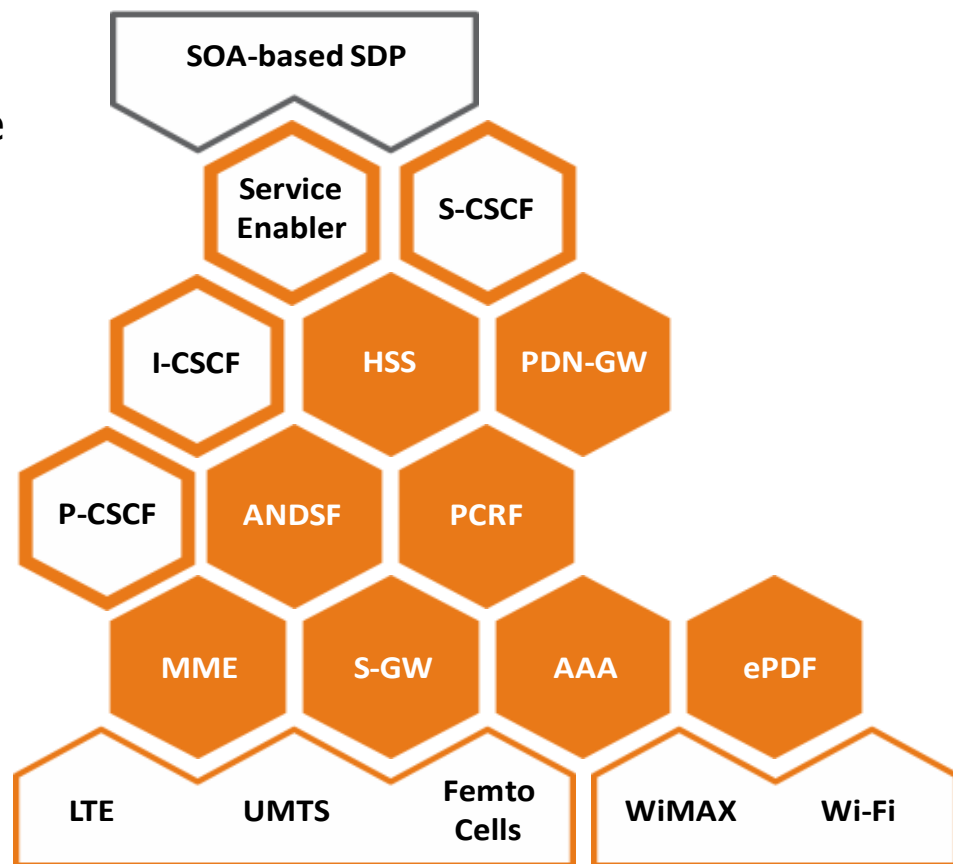 SOA-based SDP
e
Service
Enabler
S-CSCF
I-CSCF
HSS
PDN-GW
P-CSCF
ANDSF
PCRF
MME
S-GW
AAA
ePDF
LTE
UMTS
Femto
Cells
WiMAX
Wi-Fi